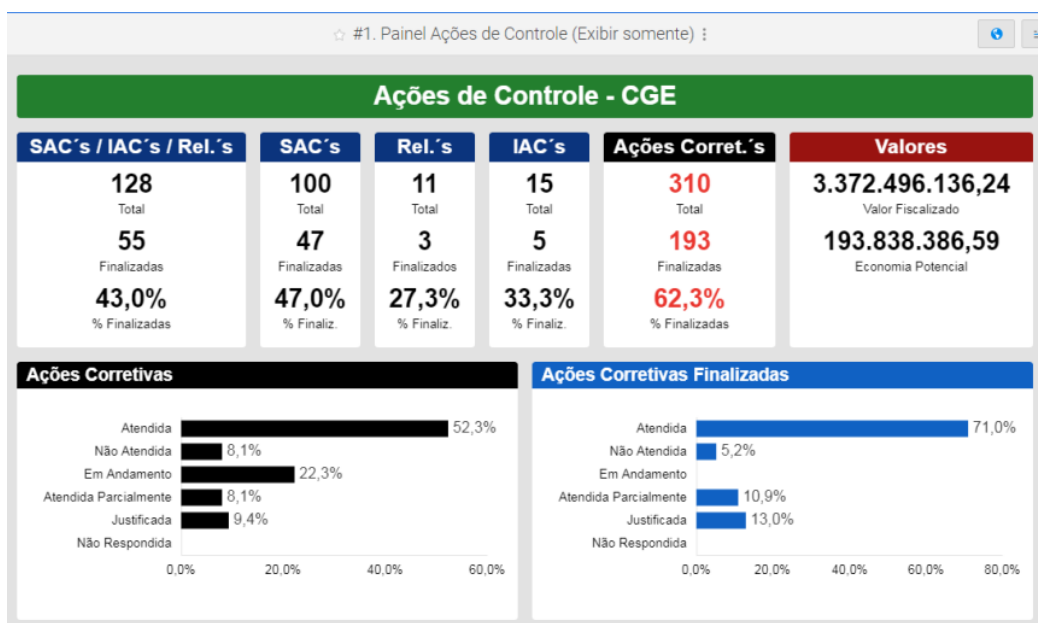 #1. Painel Ações de Controle (Exibir somente)
Ações de Controle - CGE
SAC´s / IAC´s / Rel.´s
128
Total
55
Finalizadas
43,0%
% Finalizadas
SAC´s
100
Total
47
Finalizadas
47,0%
% Finaliz.
Rel.´s
11
Total
3
Finalizados
27,3%
% Finaliz.
IAC´s
15
Total
5
Finalizadas
33,3%
% Finaliz.
Ações Corret.´s
310
Total
193
Finalizadas
62,3%
% Finalizadas
Valores
3.372.496.136,24
Valor Fiscalizado
193.838.386,59
Economia Potencial
Ações Corretivas
Atendida 52,3%
Não Atendida 8,1%
Em Andamento 22,3%
Atendida Parcialmente 8,1%
Justificada 9,4%
Não Respondida
0,0% 20,0% 40,0% 60,0%
Ações Corretivas Finalizadas
Atendida 71,0%
Não Atendida 5,2%
Em Andamento
Atendida Parcialmente 10,9%
Justificada 13,0%
Não Respondida
0,0% 20,0% 40,0% 60,0% 80,0%